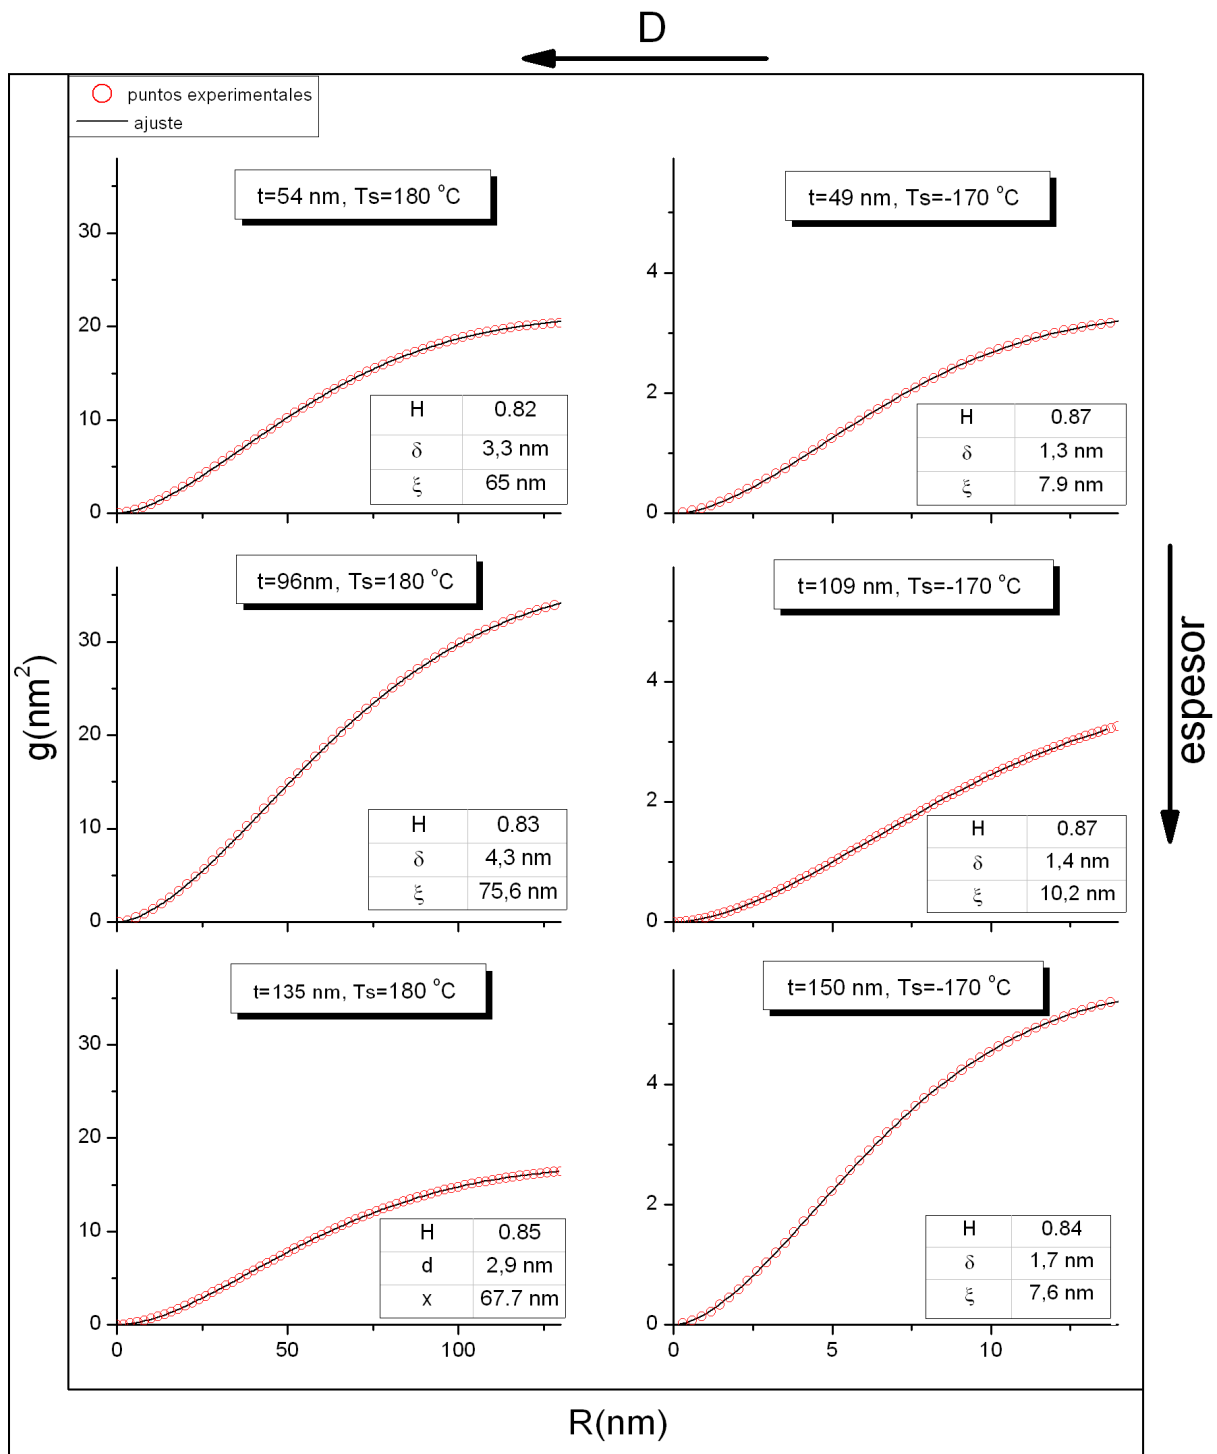 D
puntos experimentales
ajuste
t=54 nm, Ts=180 °C
30
20
10
0
H 0.82
δ 3,3 nm
ξ 65 nm
t=49 nm, Ts=-170 °C
4
2
0
H 0.87
δ 1,3 nm
ξ 7.9 nm
t=96nm, Ts=180 °C
30
20
10
0
H 0.83
δ 4,3 nm
ξ 75,6 nm
t=109 nm, Ts=-170 °C
4
2
0
H 0.87
δ 1,4 nm
ξ 10,2 nm
t=135 nm, Ts=180 °C
30
20
10
0
H 0.85
d 2,9 nm
x 67.7 nm
0 50 100
t=150 nm, Ts=-170 °C
4
2
0
H 0.84
δ 1,7 nm
ξ 7,6 nm
0 5 10
g(nm²)
espesor
R(nm)